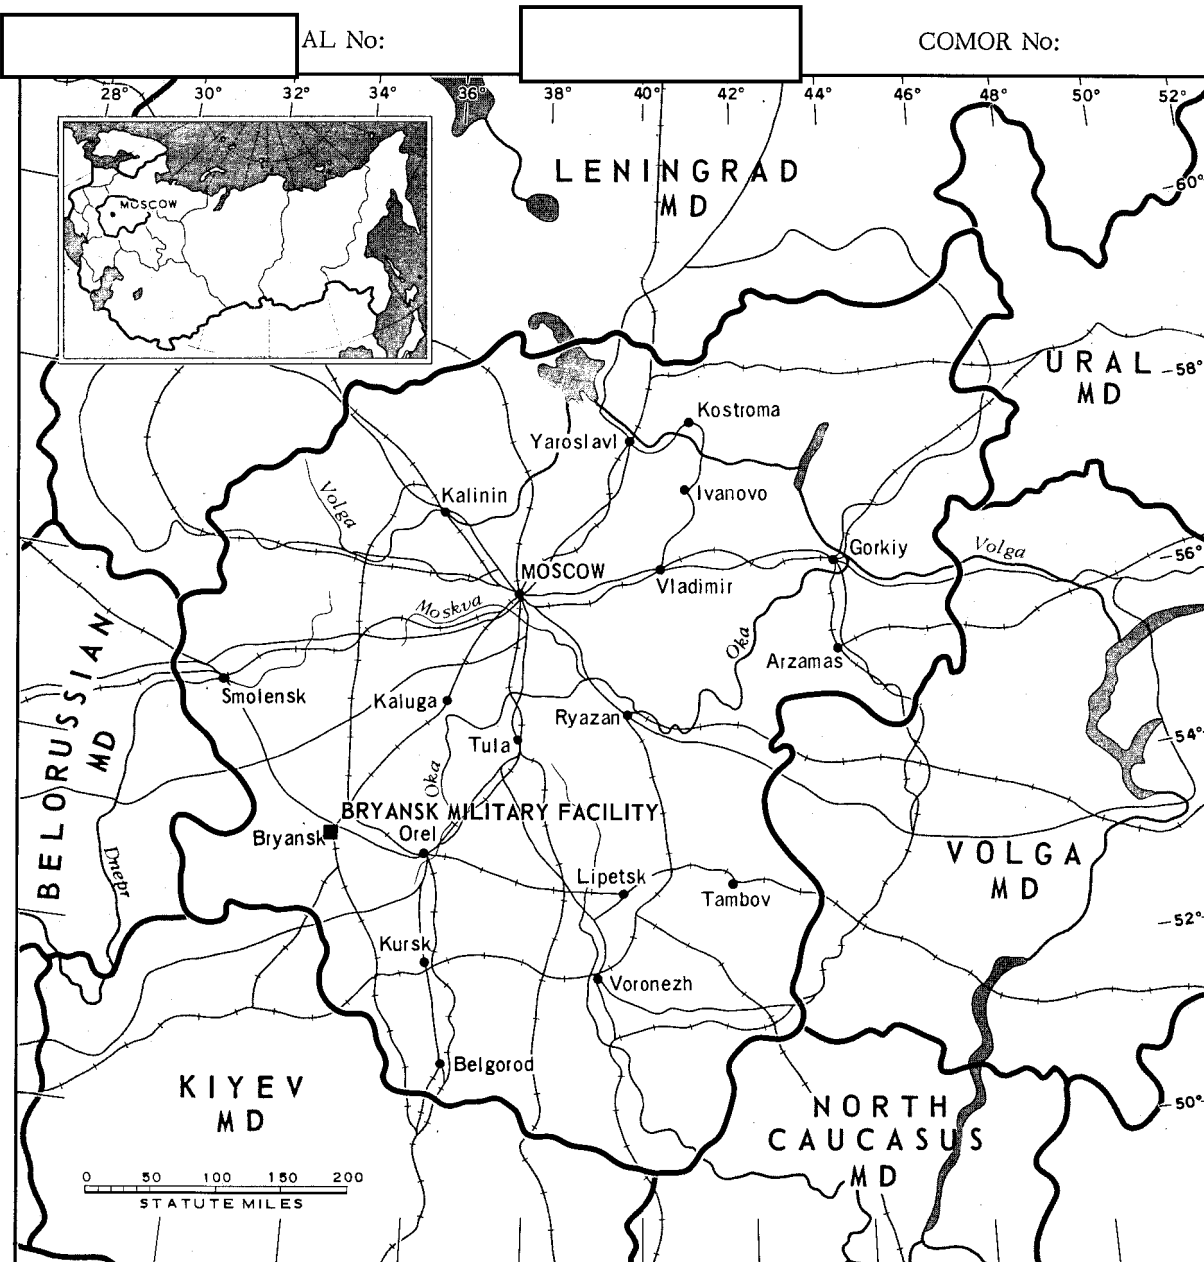 AL No:
COMOR No:
28° 30° 32° 34° 36° 38° 40° 42° 44° 46° 48° 50° 52°
MOSCOW
LENINGRAD
MD
60°
URAL
MD
58°
Kostroma
Yaroslavl
Ivanovo
Kalinin
Volga
Gorkiy
Volga
56°
MOSCOW
Vladimir
Moskva
Oka
Arzamas
BELORUSSIAN
MD
Smolensk
Kaluga
Ryazan
54°
Tula
Oka
BRYANSK MILITARY FACILITY
Bryansk
Orel
Dnepr
VOLGA
MD
Lipetsk
Tambov
52°
Kursk
Voronezh
Belgorod
KIYEV
MD
50°
NORTH
CAUCASUS
MD
0 50 100 150 200
STATUTE MILES